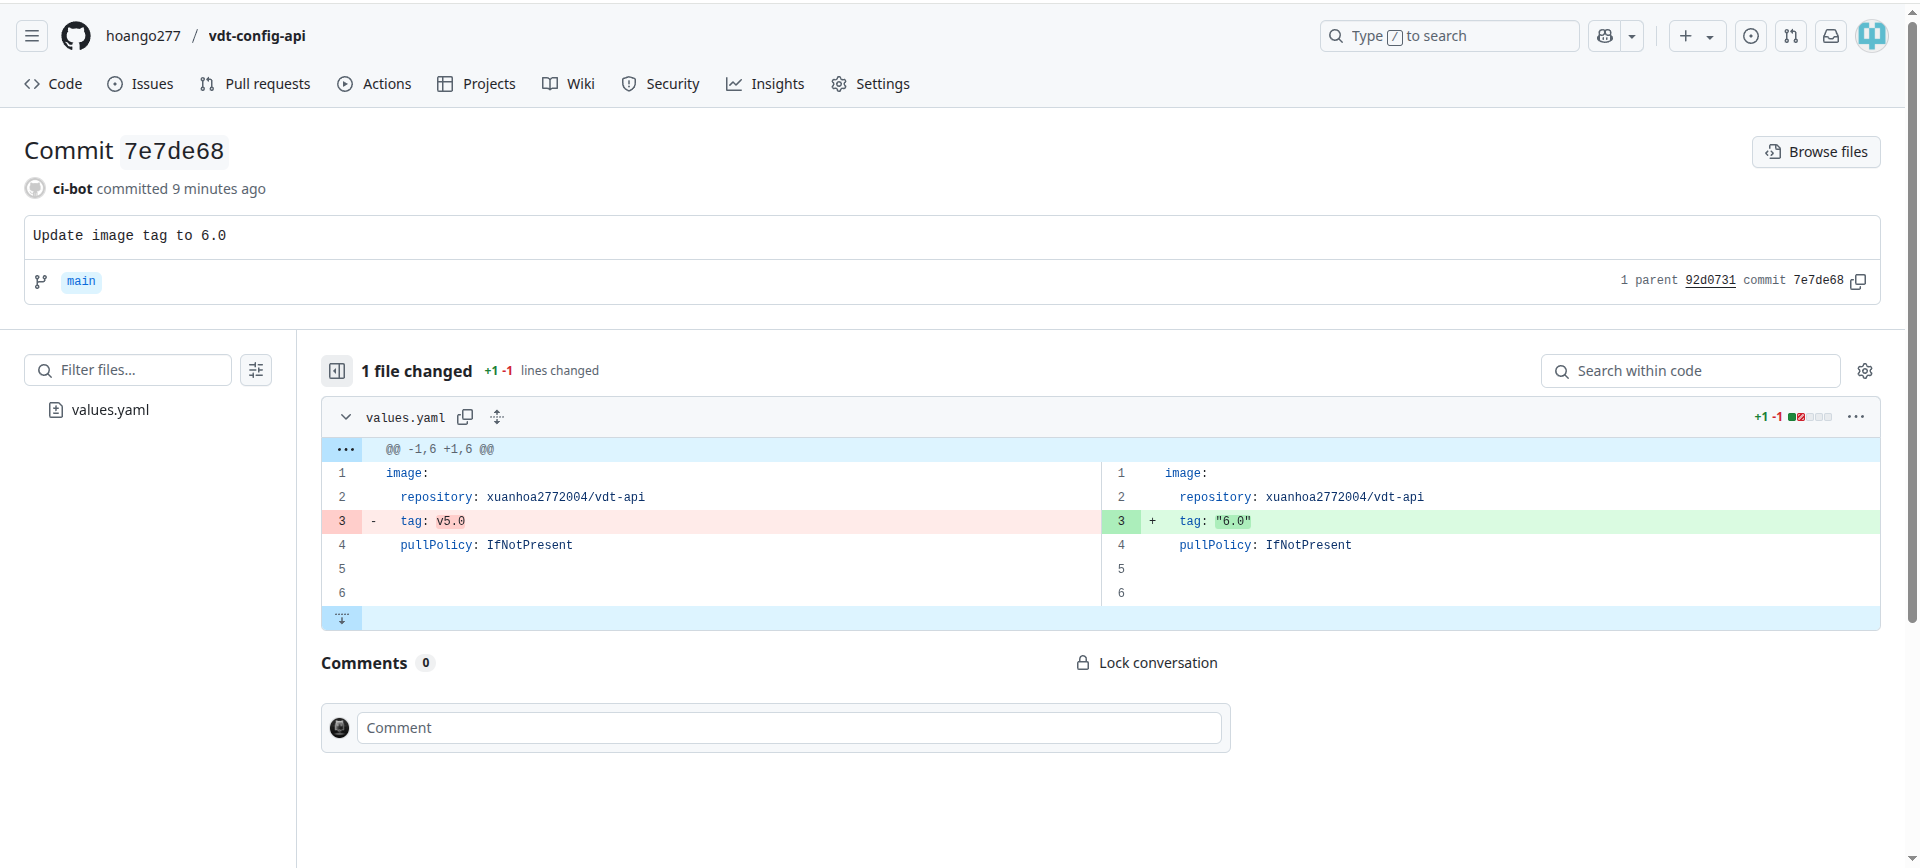 hoango277 / vdt-config-api
Type / to search
Code Issues Pull requests Actions Projects Wiki Security Insights Settings
Commit 7e7de68
Browse files
ci-bot committed 9 minutes ago
Update image tag to 6.0
main
1 parent 92d0731 commit 7e7de68
Filter files...
values.yaml
1 file changed +1 -1 lines changed
Search within code
values.yaml
+1 -1
@@ -1,6 +1,6 @@
1 image:
2 repository: xuanhoa2772004/vdt-api
3 - tag: v5.0
4 pullPolicy: IfNotPresent
5
6
1 image:
2 repository: xuanhoa2772004/vdt-api
3 + tag: "6.0"
4 pullPolicy: IfNotPresent
5
6
Comments 0
Lock conversation
Comment